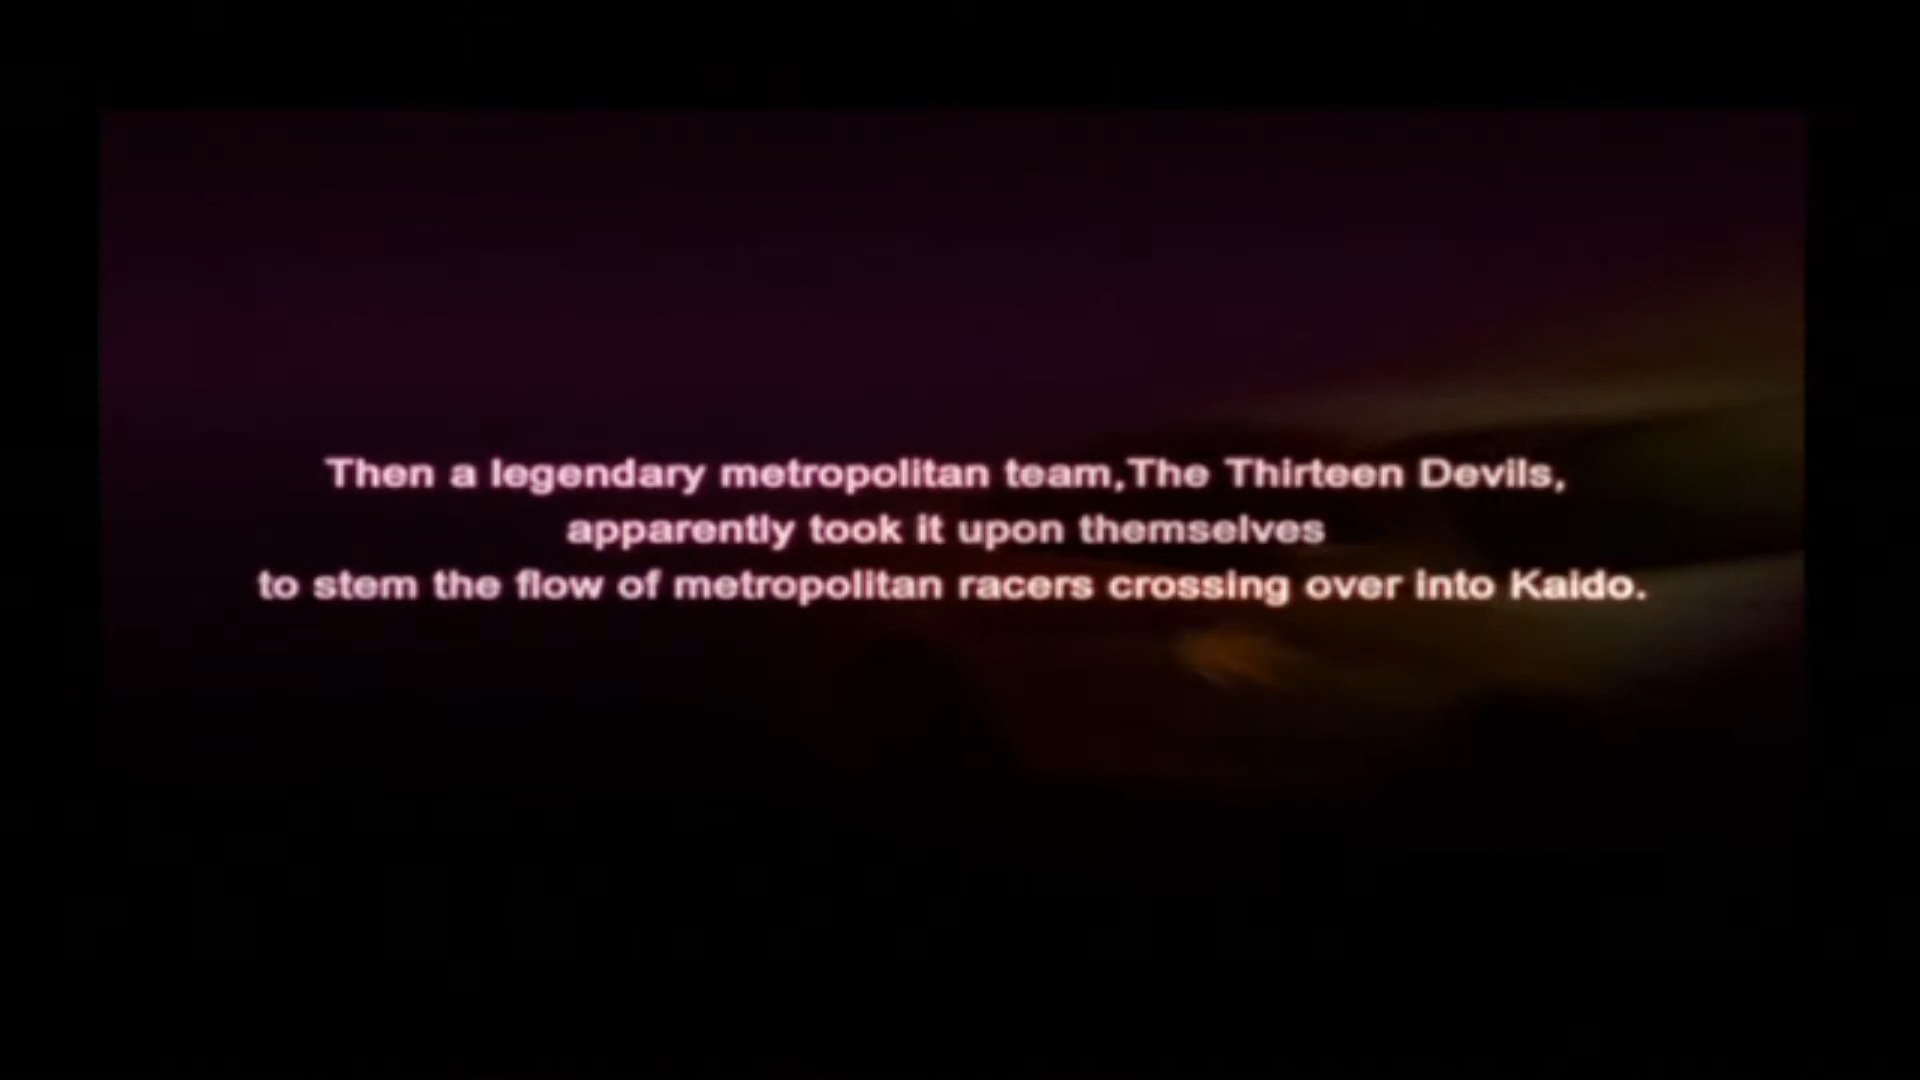 Then a legendary metropolitan team,The Thirteen Devils,
apparently took it upon themselves
to stem the flow of metropolitan racers crossing over into Kaido.